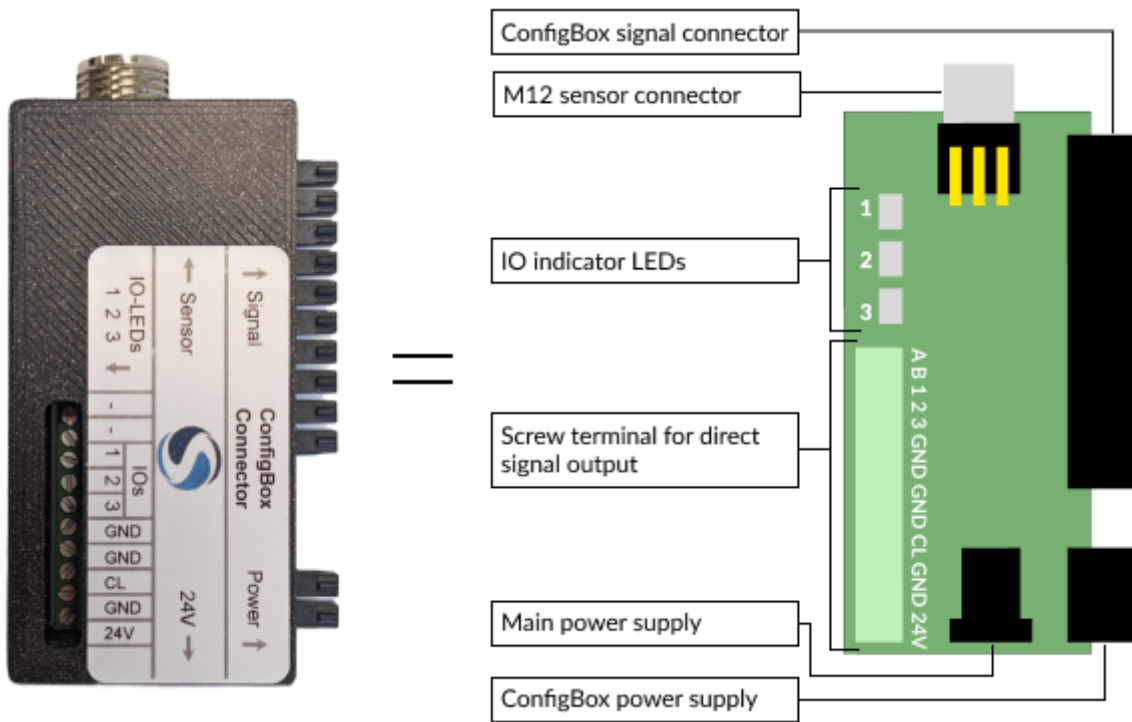 ↑ Signal
ConfigBox
Connector
Power ↑
← Sensor
24V →
IO-LEDs
1 2 3
-
-
1
2
3
IOs
GND
GND
CL
GND
24V
ConfigBox signal connector
M12 sensor connector
IO indicator LEDs
Screw terminal for direct
signal output
Main power supply
ConfigBox power supply
1
2
3
A B 1 2 3 GND GND CL GND 24V